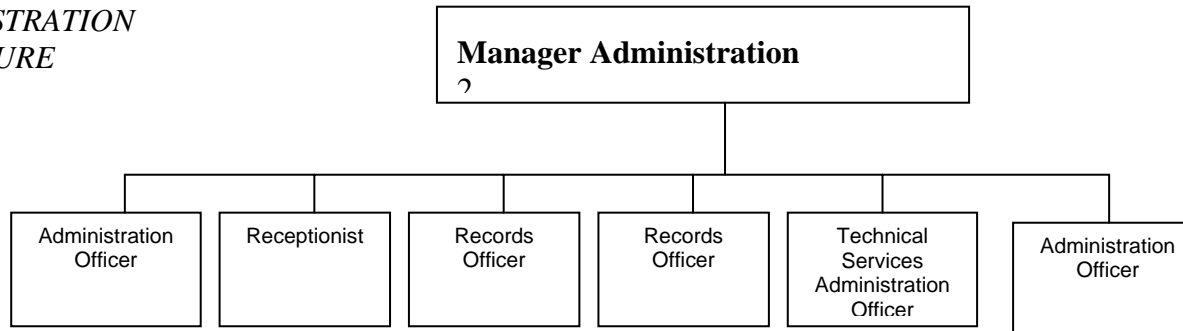 STRATION
URE
Manager Administration
Administration
Officer
Receptionist
Records
Officer
Records
Officer
Technical
Services
Administration
Officer
Administration
Officer